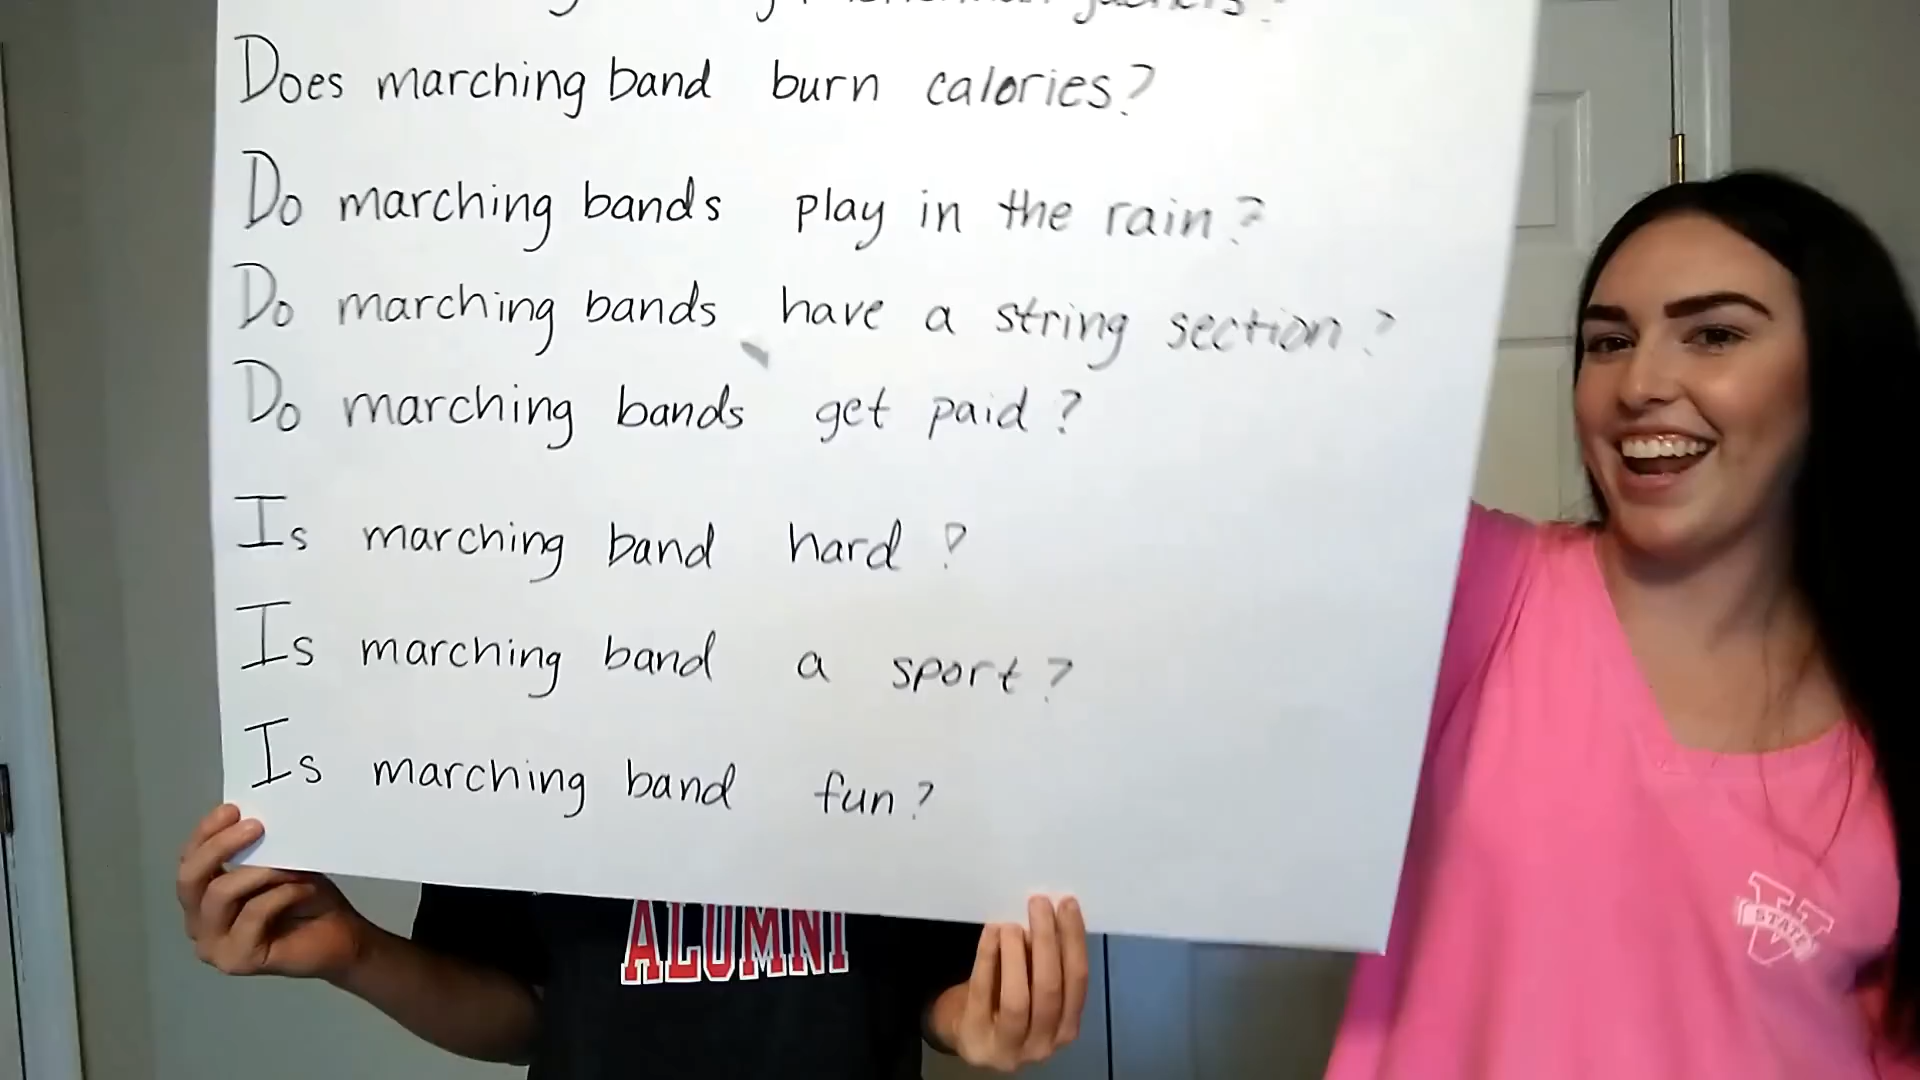 Does marching band burn calories?
Do marching bands play in the rain?
Do marching bands have a string section?
Do marching bands get paid?
Is marching band hard?
Is marching band a sport?
Is marching band fun?
ALUMNI
V STATE